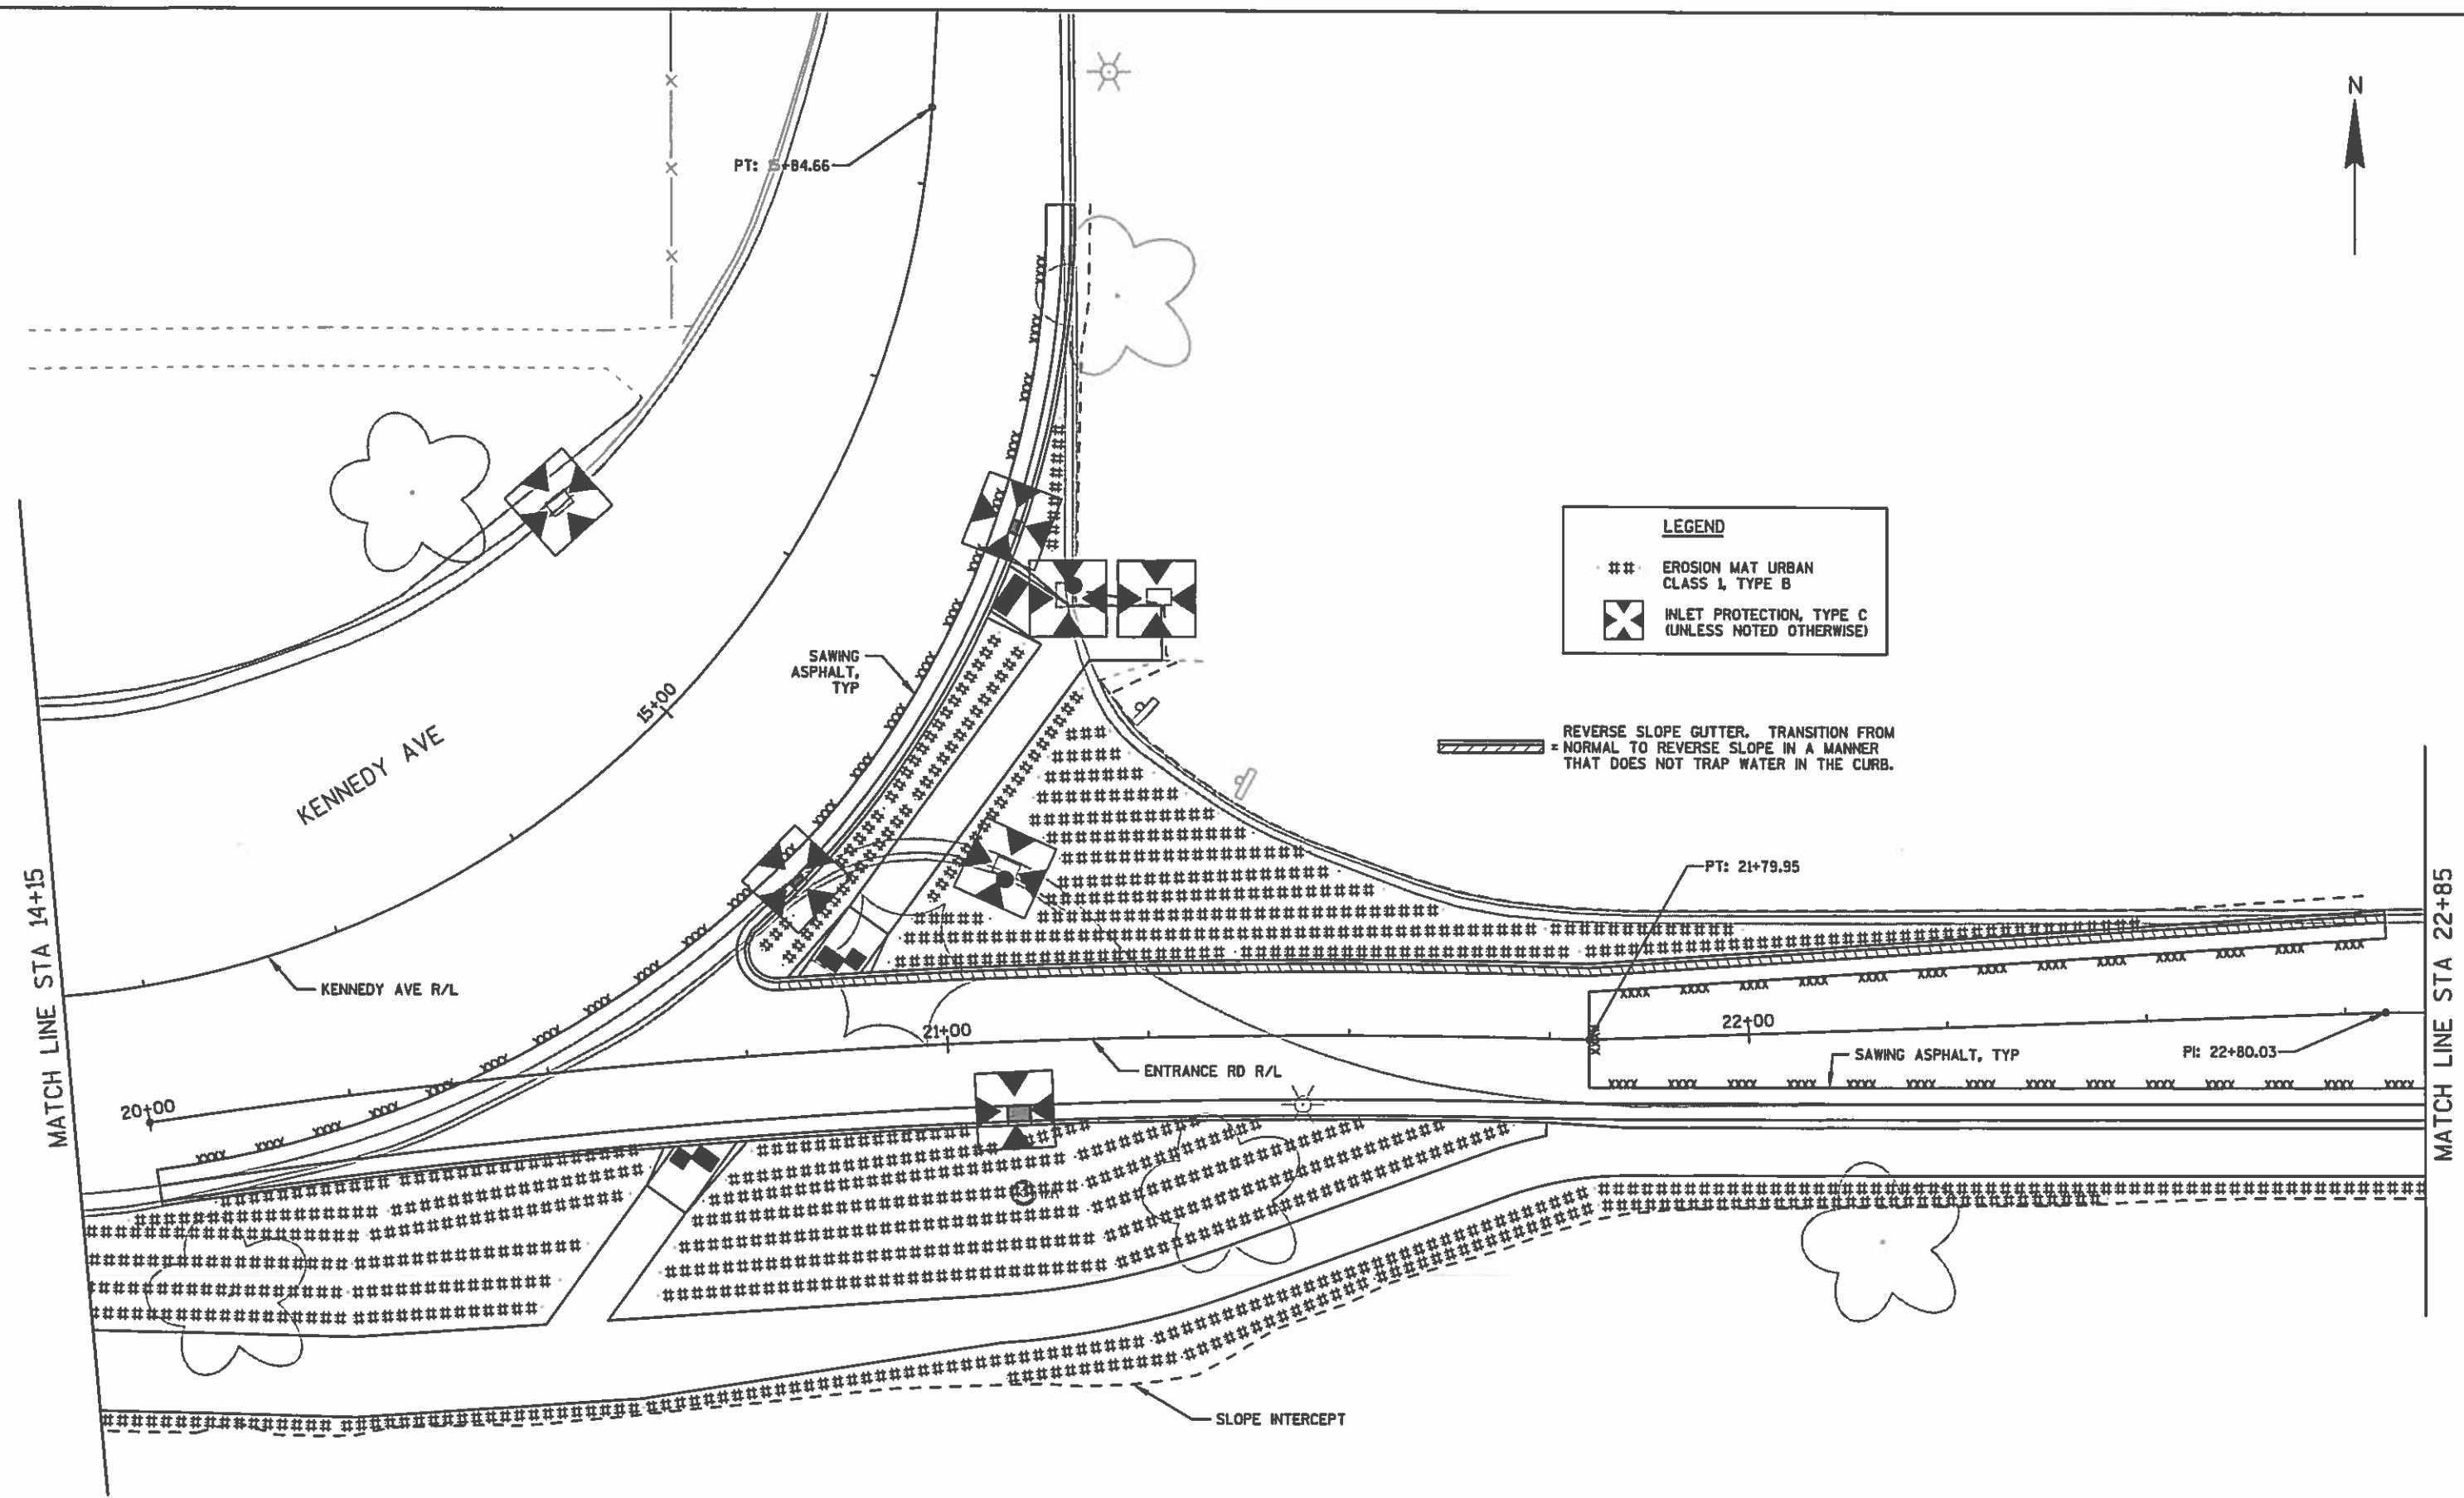 N
PT: 15+84.66
LEGEND
## EROSION MAT URBAN
CLASS 1, TYPE B
INLET PROTECTION, TYPE C
(UNLESS NOTED OTHERWISE)
SAWING
ASPHALT,
TYP
15+00
KENNEDY AVE
REVERSE SLOPE GUTTER. TRANSITION FROM
= NORMAL TO REVERSE SLOPE IN A MANNER
THAT DOES NOT TRAP WATER IN THE CURB.
PT: 21+79.95
MATCH LINE STA 14+15
MATCH LINE STA 22+85
KENNEDY AVE R/L
21+00
22+00
ENTRANCE RD R/L
SAWING ASPHALT, TYP
PI: 22+80.03
20+00
SLOPE INTERCEPT